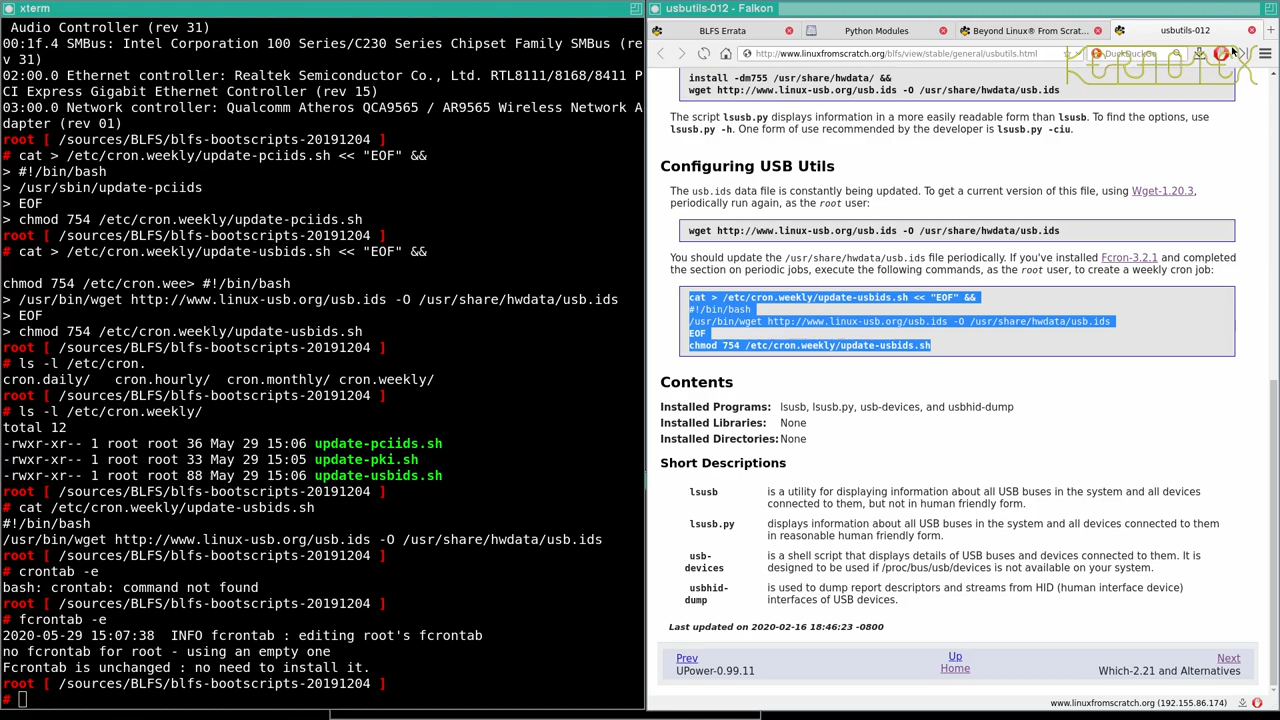 xterm
Audio Controller (rev 31)
00:1f.4 SMBus: Intel Corporation 100 Series/C230 Series Chipset Family SMBus (re
v 31)
02:00.0 Ethernet controller: Realtek Semiconductor Co., Ltd. RTL8111/8168/8411 P
CI Express Gigabit Ethernet Controller (rev 15)
03:00.0 Network controller: Qualcomm Atheros QCA9565 / AR9565 Wireless Network A
dapter (rev 01)
root [ /sources/BLFS/blfs-bootscripts-20191204 ]
# cat > /etc/cron.weekly/update-pciids.sh << "EOF" &&
> #!/bin/bash
> /usr/sbin/update-pciids
> EOF
> chmod 754 /etc/cron.weekly/update-pciids.sh
root [ /sources/BLFS/blfs-bootscripts-20191204 ]
# cat > /etc/cron.weekly/update-usbids.sh << "EOF" &&
chmod 754 /etc/cron.wee> #!/bin/bash
> /usr/bin/wget http://www.linux-usb.org/usb.ids -O /usr/share/hwdata/usb.ids
> EOF
> chmod 754 /etc/cron.weekly/update-usbids.sh
root [ /sources/BLFS/blfs-bootscripts-20191204 ]
# ls -l /etc/cron.
cron.daily/   cron.hourly/  cron.monthly/ cron.weekly/
root [ /sources/BLFS/blfs-bootscripts-20191204 ]
# ls -l /etc/cron.weekly/
total 12
-rwxr-xr-- 1 root root 36 May 29 15:06 update-pciids.sh
-rwxr-xr-- 1 root root 33 May 29 15:05 update-pki.sh
-rwxr-xr-- 1 root root 88 May 29 15:06 update-usbids.sh
root [ /sources/BLFS/blfs-bootscripts-20191204 ]
# cat /etc/cron.weekly/update-usbids.sh
#!/bin/bash
/usr/bin/wget http://www.linux-usb.org/usb.ids -O /usr/share/hwdata/usb.ids
root [ /sources/BLFS/blfs-bootscripts-20191204 ]
# crontab -e
bash: crontab: command not found
root [ /sources/BLFS/blfs-bootscripts-20191204 ]
# fcrontab -e
2020-05-29 15:07:38  INFO fcrontab : editing root's fcrontab
no fcrontab for root - using an empty one
Fcrontab is unchanged : no need to install it.
root [ /sources/BLFS/blfs-bootscripts-20191204 ]
#
usbutils-012 - Falkon
BLFS Errata
Python Modules
Beyond Linux® From Scrat...
usbutils-012
http://www.linuxfromscratch.org/blfs/view/stable/general/usbutils.html
DuckDuckGo
KERNOTEX
install -dm755 /usr/share/hwdata/ &&
wget http://www.linux-usb.org/usb.ids -O /usr/share/hwdata/usb.ids
The script lsusb.py displays information in a more easily readable form than lsusb. To find the options, use
lsusb.py -h. One form of use recommended by the developer is lsusb.py -ciu.
Configuring USB Utils
The usb.ids data file is constantly being updated. To get a current version of this file, using Wget-1.20.3,
periodically run again, as the root user:
wget http://www.linux-usb.org/usb.ids -O /usr/share/hwdata/usb.ids
You should update the /usr/share/hwdata/usb.ids file periodically. If you've installed Fcron-3.2.1 and completed
the section on periodic jobs, execute the following commands, as the root user, to create a weekly cron job:
cat > /etc/cron.weekly/update-usbids.sh << "EOF" &&
#!/bin/bash
/usr/bin/wget http://www.linux-usb.org/usb.ids -O /usr/share/hwdata/usb.ids
EOF
chmod 754 /etc/cron.weekly/update-usbids.sh
Contents
Installed Programs: lsusb, lsusb.py, usb-devices, and usbhid-dump
Installed Libraries: None
Installed Directories: None
Short Descriptions
lsusb is a utility for displaying information about all USB buses in the system and all devices
connected to them, but not in human friendly form.
lsusb.py displays information about all USB buses in the system and all devices connected to them
in reasonable human friendly form.
usb- is a shell script that displays details of USB buses and devices connected to them. It is
devices designed to be used if /proc/bus/usb/devices is not available on your system.
usbhid- is used to dump report descriptors and streams from HID (human interface device)
dump interfaces of USB devices.
Last updated on 2020-02-16 18:46:23 -0800
Prev Up Next
UPower-0.99.11 Home Which-2.21 and Alternatives
www.linuxfromscratch.org (192.155.86.174)